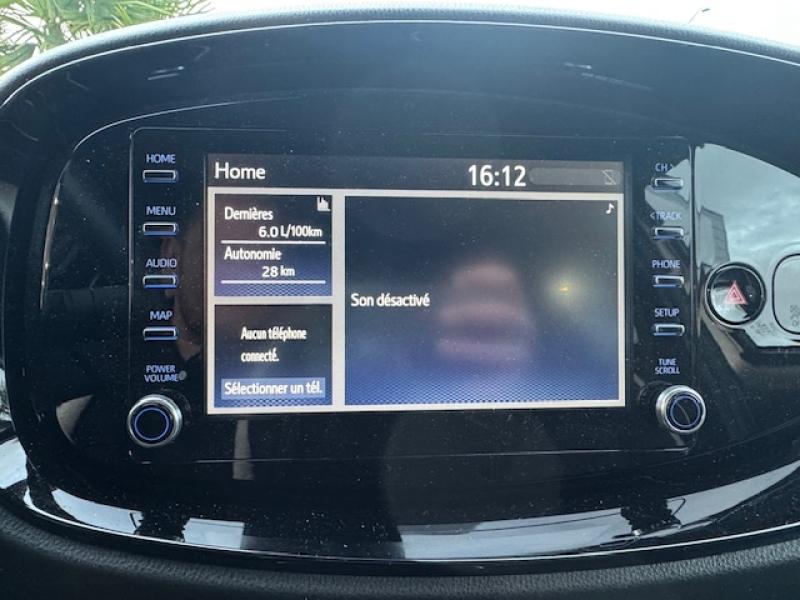 HOME
MENU
AUDIO
MAP
POWER
VOLUME
Home
16:12
Dernières
6.0 L/100km
Autonomie
28 km
Aucun téléphone
connecté.
Sélectionner un tél.
Son désactivé
CH >
<TRACK
PHONE
SETUP
TUNE
SCROLL